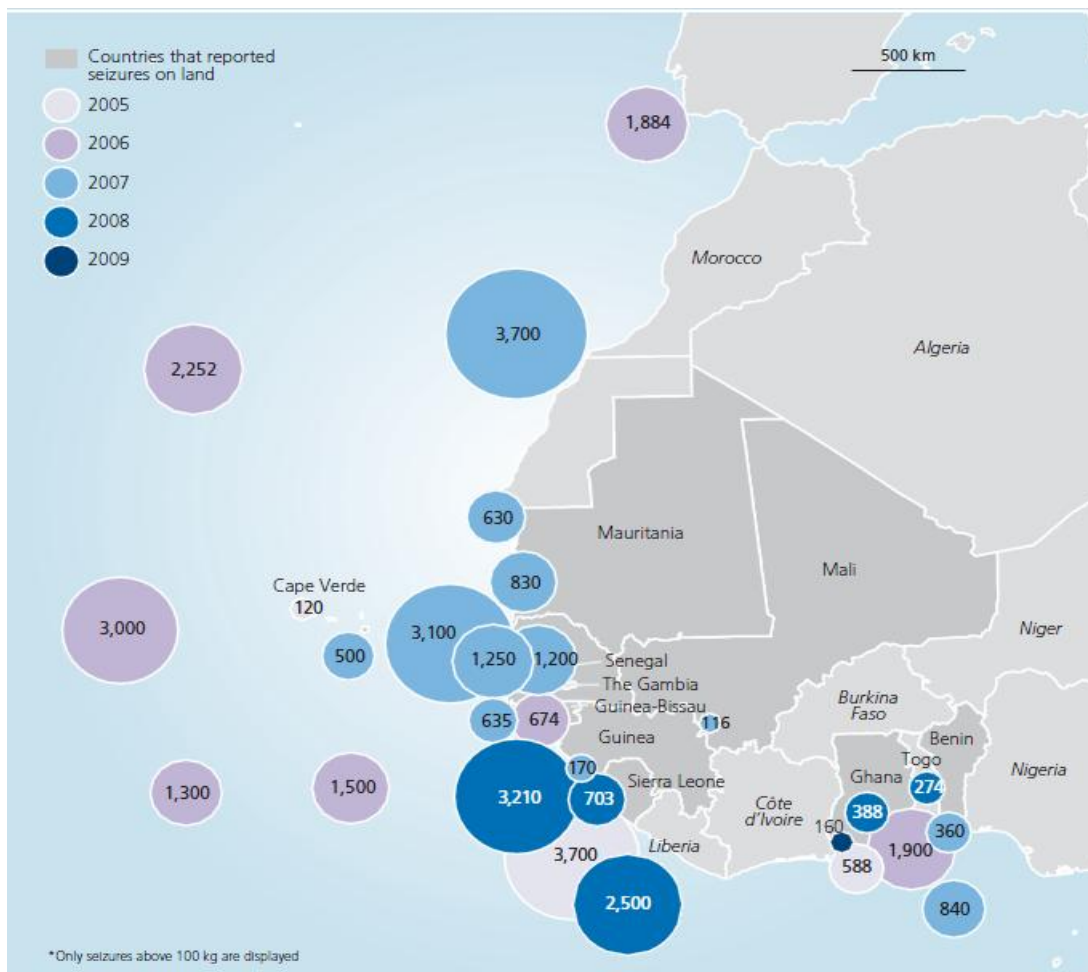 Countries that reported
seizures on land
2005
2006
2007
2008
2009
500 km
1,884
Morocco
3,700
Algeria
2,252
630
Mauritania
830
Mali
Cape Verde
120
3,000
3,100
500
1,250
1,200
Senegal
Niger
The Gambia
Guinea-Bissau
Burkina
Faso
635
674
116
Guinea
Benin
Togo
170
Sierra Leone
Ghana
Nigeria
274
1,300
1,500
3,210
703
Côte
d'Ivoire
388
160
360
Liberia
3,700
1,900
588
2,500
840
*Only seizures above 100 kg are displayed